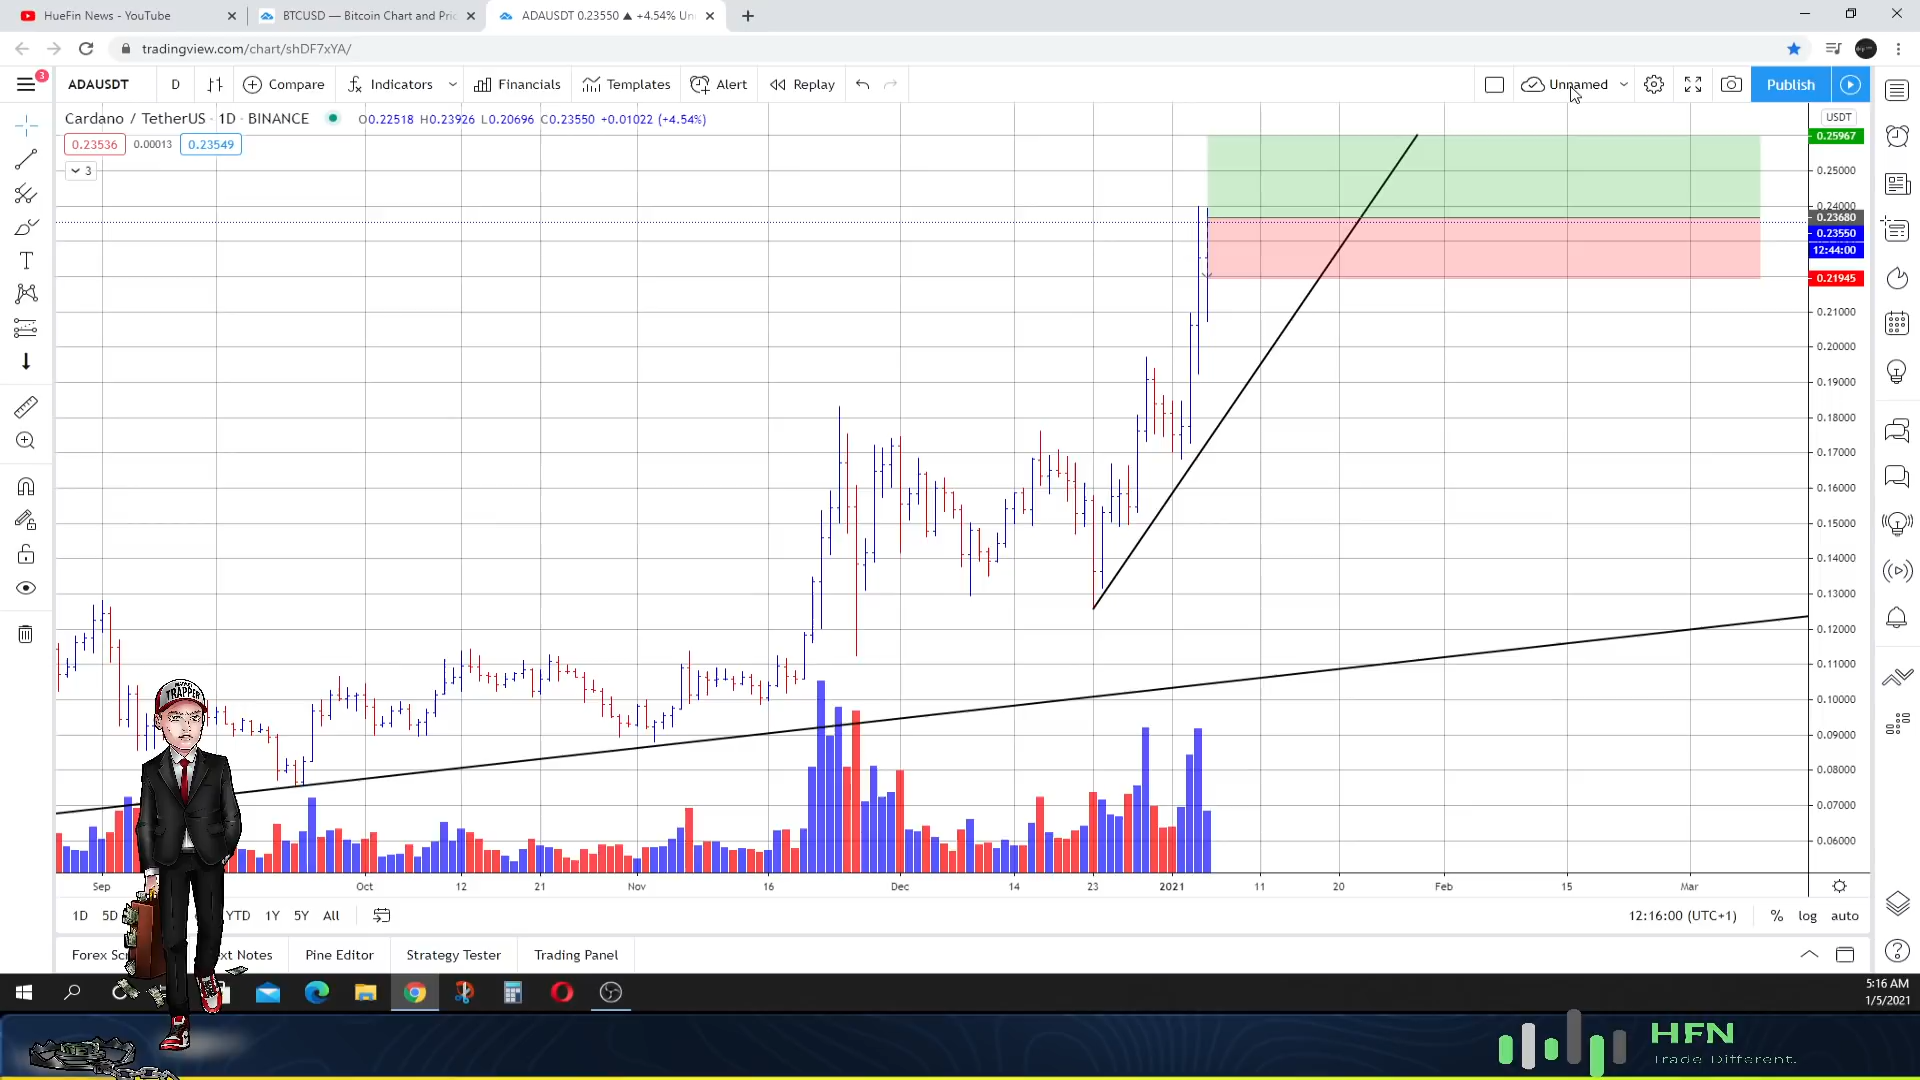 HueFin News - YouTube
BTCUSD — Bitcoin Chart and Pric
ADAUSDT 0.23550 ▲ +4.54% Un
tradingview.com/chart/shDF7xYA/
3
ADAUSDT
D
Compare
Indicators
Financials
Templates
Alert
Replay
Unnamed
Publish
Cardano / TetherUS · 1D · BINANCE
O0.22518 H0.23926 L0.20696 C0.23550 +0.01022 (+4.54%)
0.23536
0.00013
0.23549
3
USDT
0.25967
0.25000
0.24000
0.23680
0.23550
12:44:00
0.21945
0.21000
0.20000
0.19000
0.18000
0.17000
0.16000
0.15000
0.14000
0.13000
0.12000
0.11000
0.10000
0.09000
0.08000
0.07000
0.06000
Sep
Oct
12
21
Nov
16
Dec
14
23
2021
11
20
Feb
15
Mar
TRAPPER
1D
5D
YTD
1Y
5Y
All
12:16:00 (UTC+1)
%
log
auto
Forex Sc
xt Notes
Pine Editor
Strategy Tester
Trading Panel
5:16 AM
1/5/2021
HFN
Trade Different.